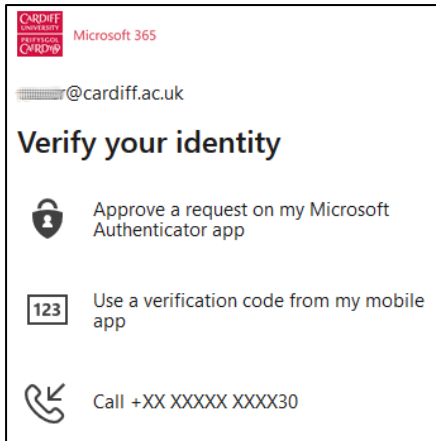 CARDIFF
UNIVERSITY
PRIFYSGOL
CAERDYDD
Microsoft 365
r@cardiff.ac.uk
Verify your identity
Approve a request on my Microsoft
Authenticator app
123
Use a verification code from my mobile
app
Call +XX XXXXX XXXX30